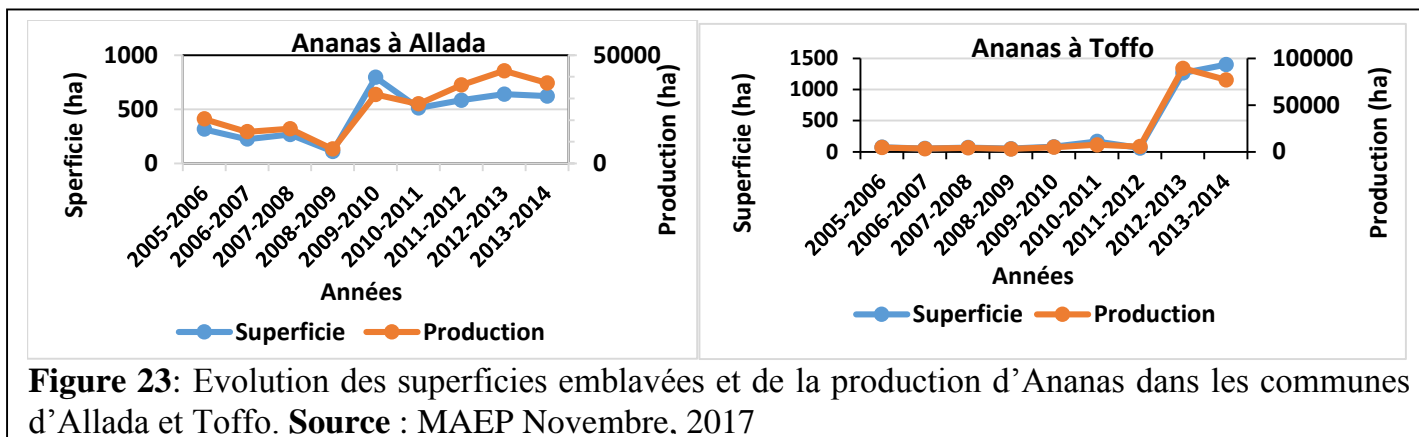 Ananas à Allada
1000
500
0
50000
0
Sperficie (ha)
Production (ha)
2005-2006
2006-2007
2007-2008
2008-2009
2009-2010
2010-2011
2011-2012
2012-2013
2013-2014
Années
Superficie
Production
Ananas à Toffo
1500
1000
500
0
100000
50000
0
Superficie (ha)
Production (ha)
2005-2006
2006-2007
2007-2008
2008-2009
2009-2010
2010-2011
2011-2012
2012-2013
2013-2014
Années
Superficie
Production
Figure 23: Evolution des superficies emblavées et de la production d’Ananas dans les communes
d’Allada et Toffo. Source : MAEP Novembre, 2017